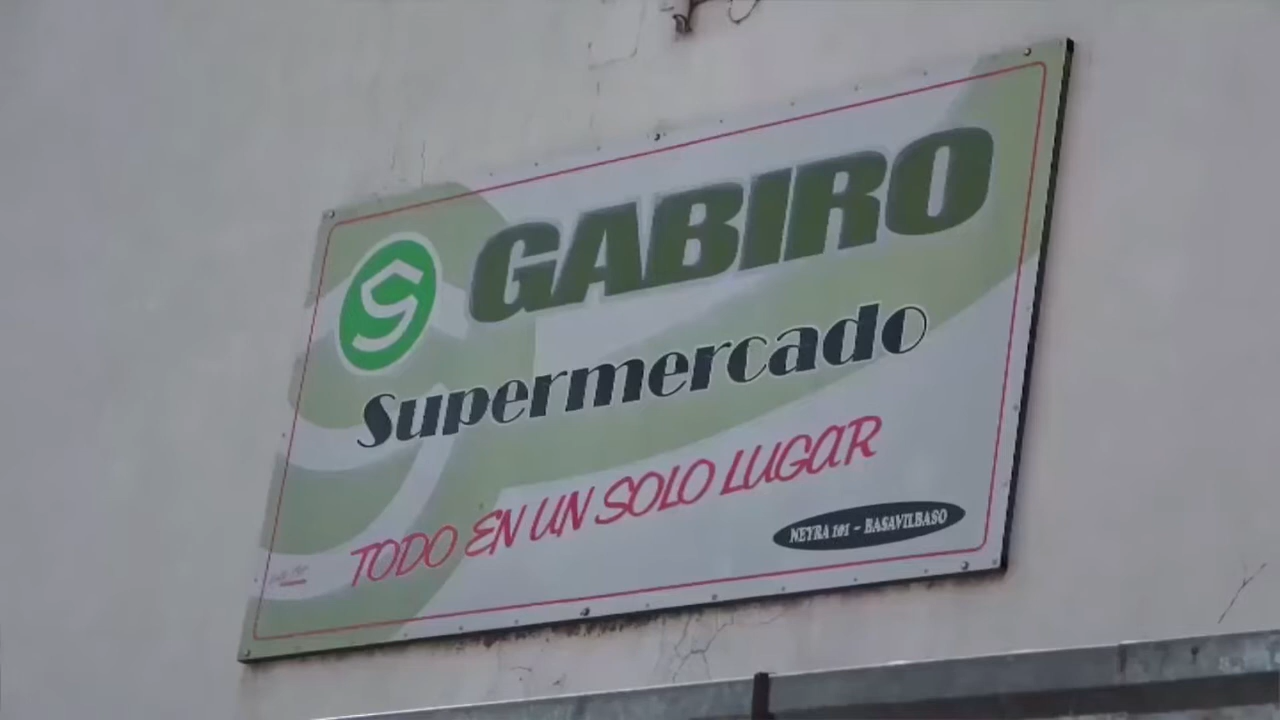 GABIRO
Supermercado
TODO EN UN SOLO LUGAR
NEYRA 101 - BASAVILBASO